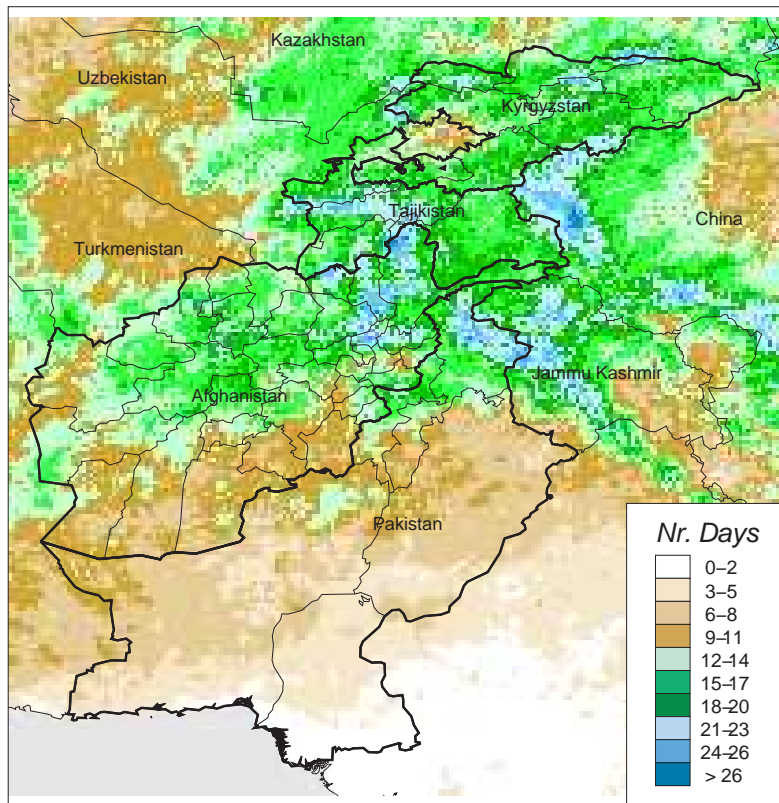 Kazakhstan
Uzbekistan
Kyrgyzstan
Tajikistan
China
Turkmenistan
Jammu Kashmir
Afghanistan
Pakistan
Nr. Days
0–2
3–5
6–8
9–11
12–14
15–17
18–20
21–23
24–26
> 26